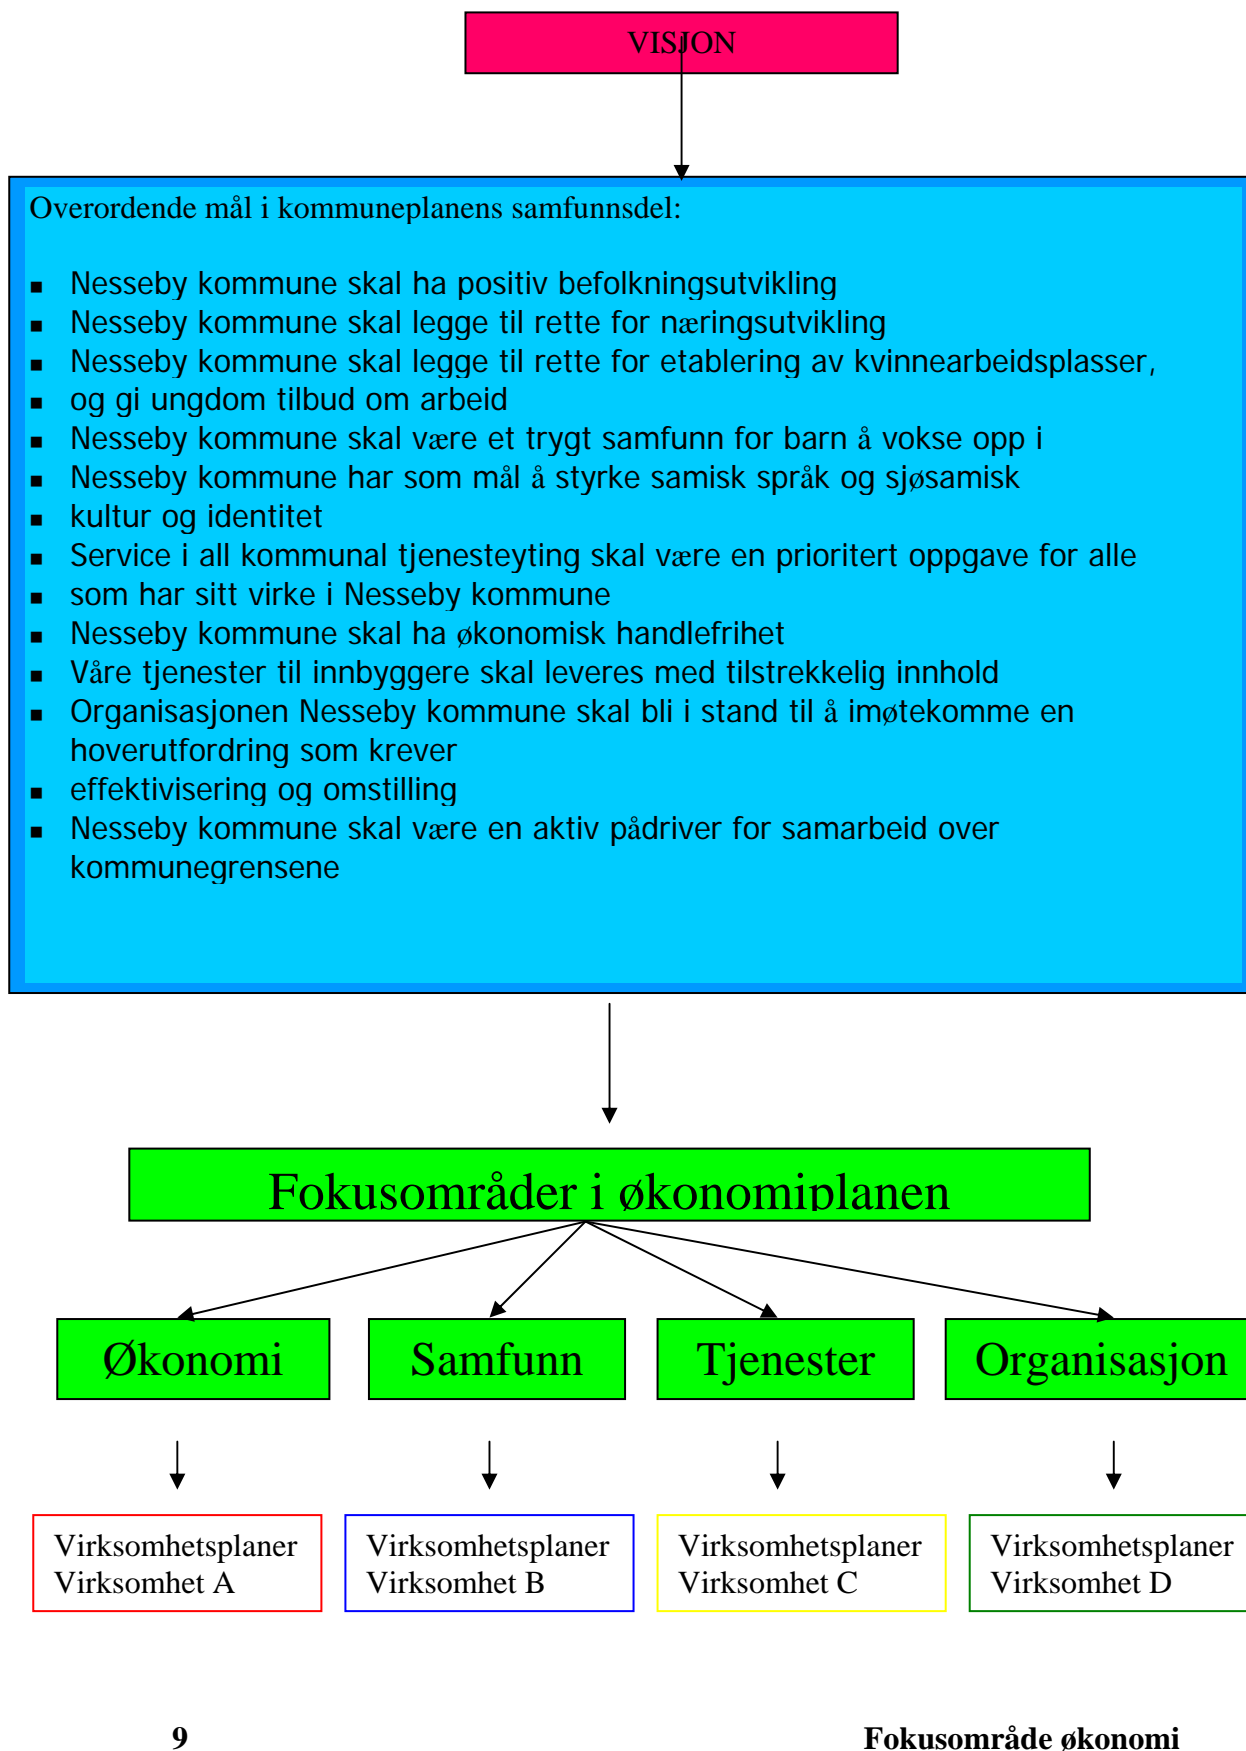 VISJON
Overordende mål i kommuneplanens samfunnsdel:
▪ Nesseby kommune skal ha positiv befolkningsutvikling
▪ Nesseby kommune skal legge til rette for næringsutvikling
▪ Nesseby kommune skal legge til rette for etablering av kvinnearbeidsplasser,
▪ og gi ungdom tilbud om arbeid
▪ Nesseby kommune skal være et trygt samfunn for barn å vokse opp i
▪ Nesseby kommune har som mål å styrke samisk språk og sjøsamisk
▪ kultur og identitet
▪ Service i all kommunal tjenesteyting skal være en prioritert oppgave for alle
▪ som har sitt virke i Nesseby kommune
▪ Nesseby kommune skal ha økonomisk handlefrihet
▪ Våre tjenester til innbyggere skal leveres med tilstrekkelig innhold
▪ Organisasjonen Nesseby kommune skal bli i stand til å imøtekomme en
hoverutfordring som krever
▪ effektivisering og omstilling
▪ Nesseby kommune skal være en aktiv pådriver for samarbeid over
kommunegrensene
Fokusområder i økonomiplanen
Økonomi
Samfunn
Tjenester
Organisasjon
Virksomhetsplaner
Virksomhet A
Virksomhetsplaner
Virksomhet B
Virksomhetsplaner
Virksomhet C
Virksomhetsplaner
Virksomhet D
9
Fokusområde økonomi